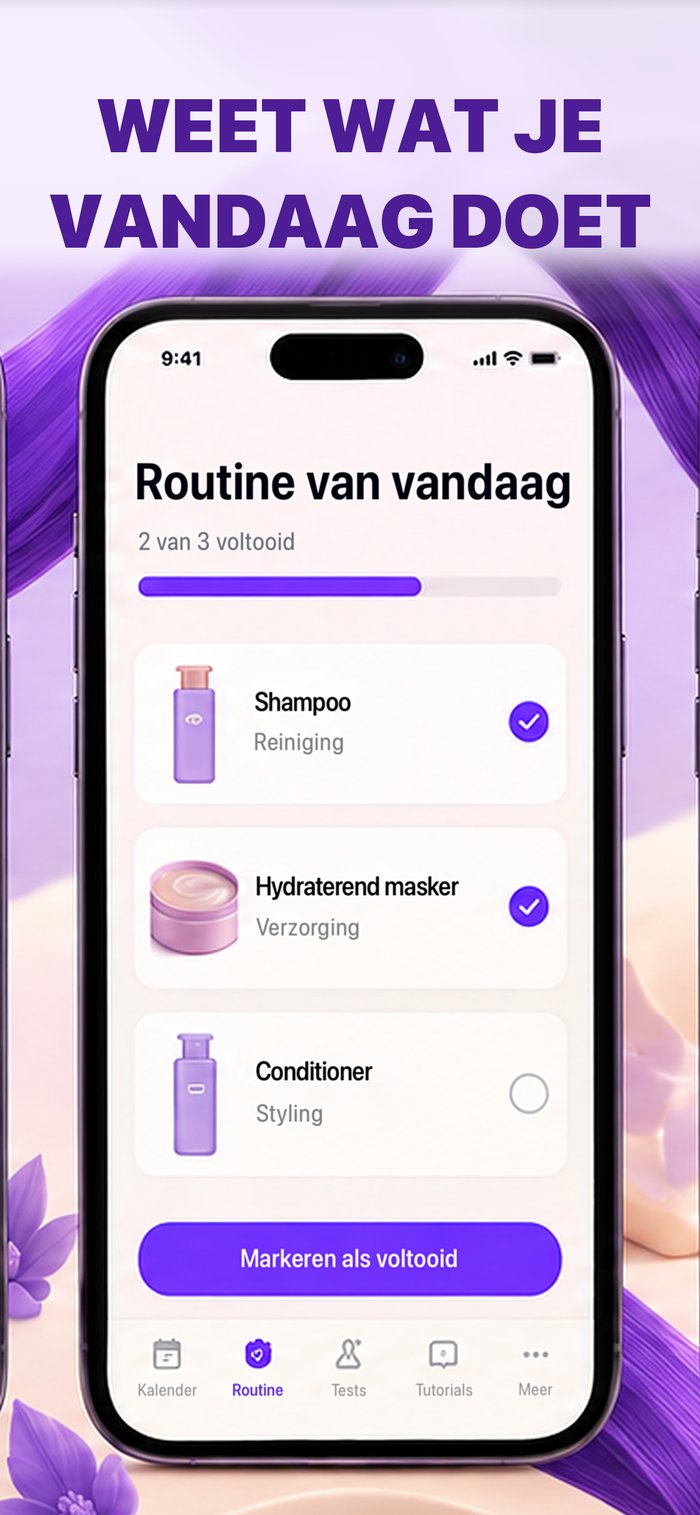 WEET WAT JE
VANDAAG DOET
9:41
Routine van vandaag
2 van 3 voltooid
Shampoo
Reiniging
Hydraterend masker
Verzorging
Conditioner
Styling
Markeren als voltooid
Kalender
Routine
Tests
Tutorials
Meer